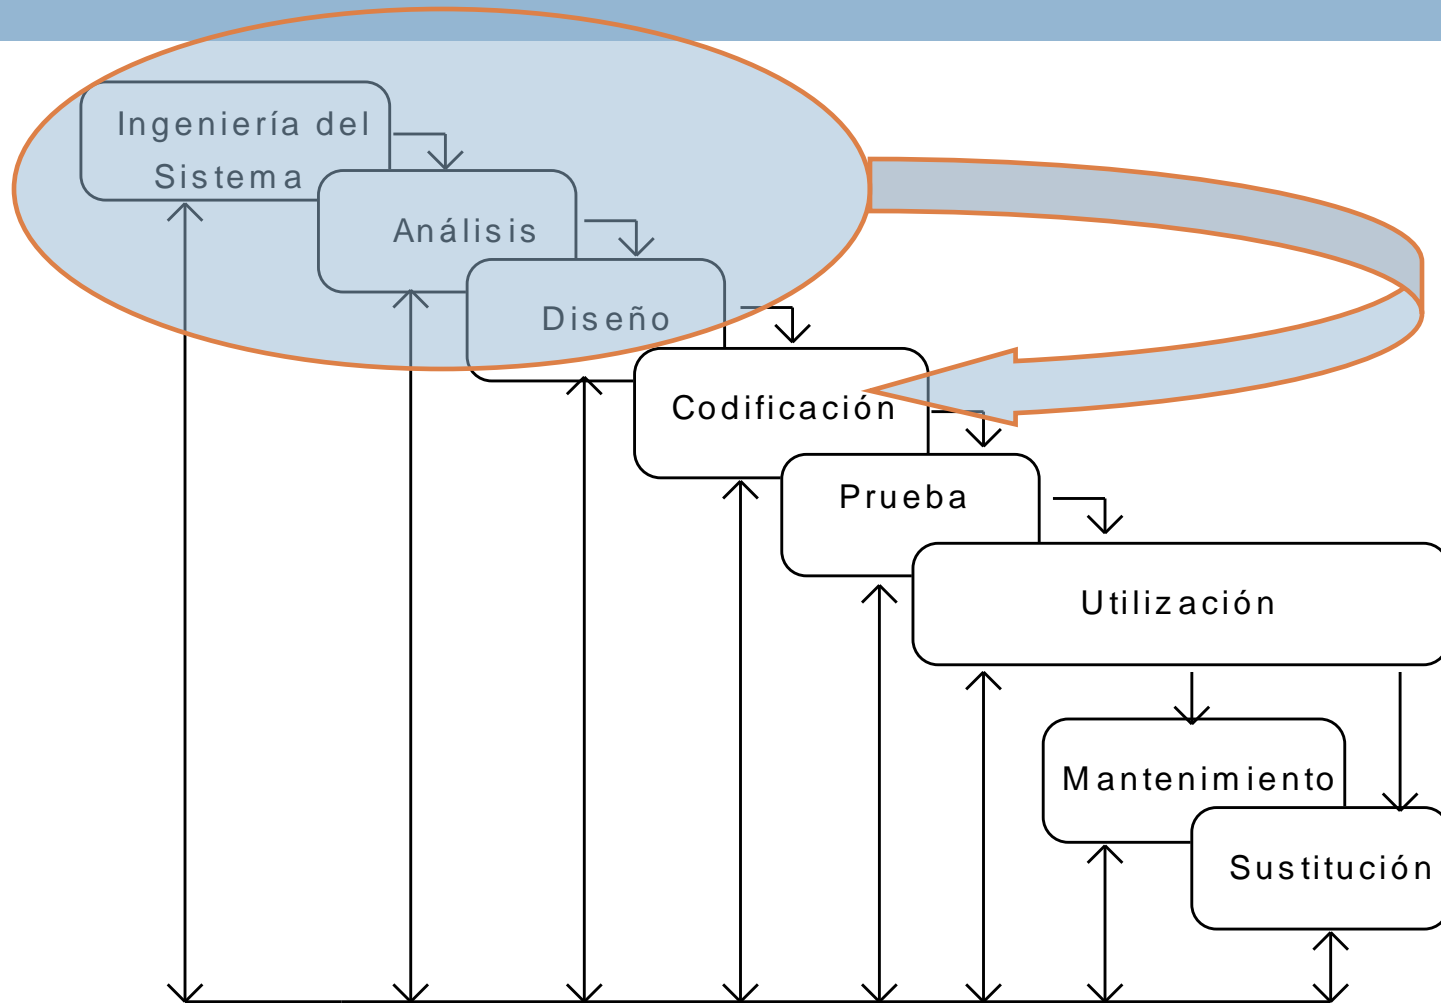 Ingeniería del
Sistema
Análisis
Diseño
Codificación
Prueba
Utilización
Mantenimiento
Sustitución